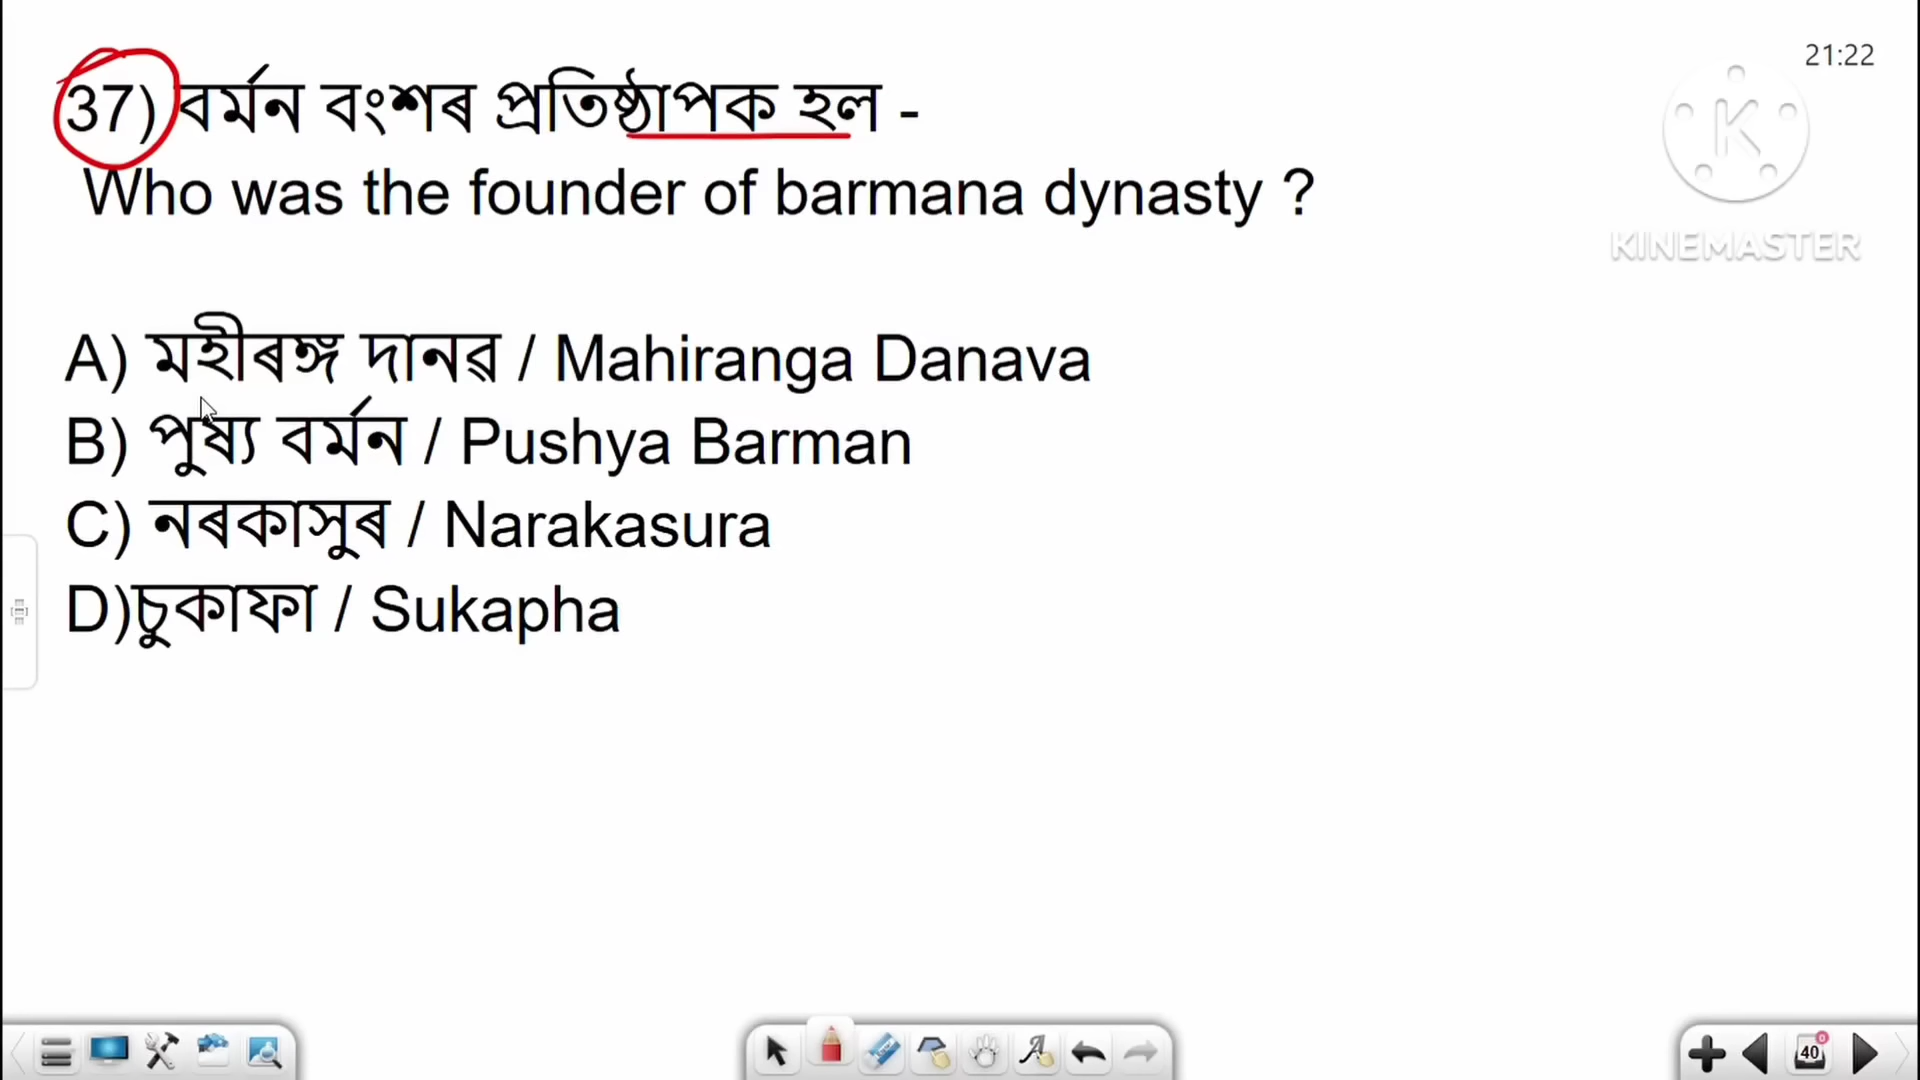 21:22
37) বৰ্মন বংশৰ প্ৰতিষ্ঠাপক হল -
Who was the founder of barmana dynasty ?
KINEMASTER
A) মহীৰঙ্গ দানৱ / Mahiranga Danava
B) পুষ্য বৰ্মন / Pushya Barman
C) নৰকাসুৰ / Narakasura
D)চুকাফা / Sukapha
40